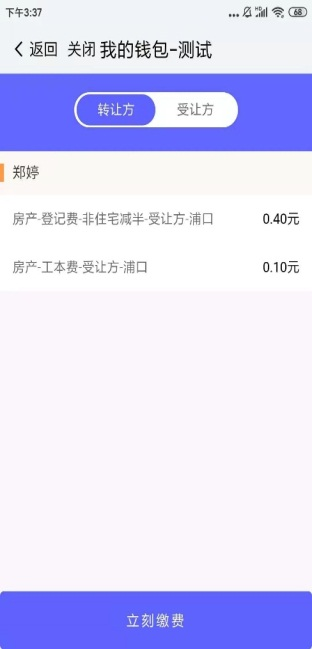 下午3:37
HD
68
返回 关闭 我的钱包-测试
转让方 受让方
郑婷
房产-登记费-非住宅减半-受让方-浦口 0.40元
房产-工本费-受让方-浦口 0.10元
立刻缴费